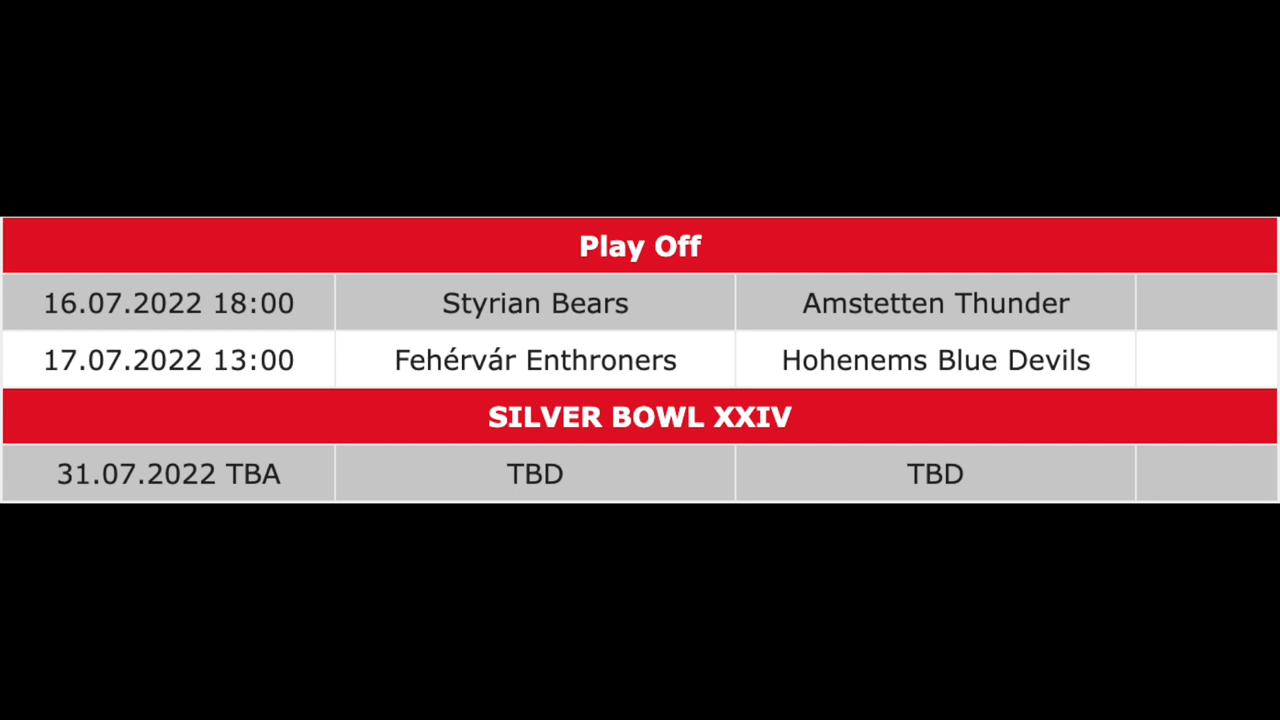 Play Off
16.07.2022 18:00 Styrian Bears Amstetten Thunder
17.07.2022 13:00 Fehérvár Enthroners Hohenems Blue Devils
SILVER BOWL XXIV
31.07.2022 TBA TBD TBD